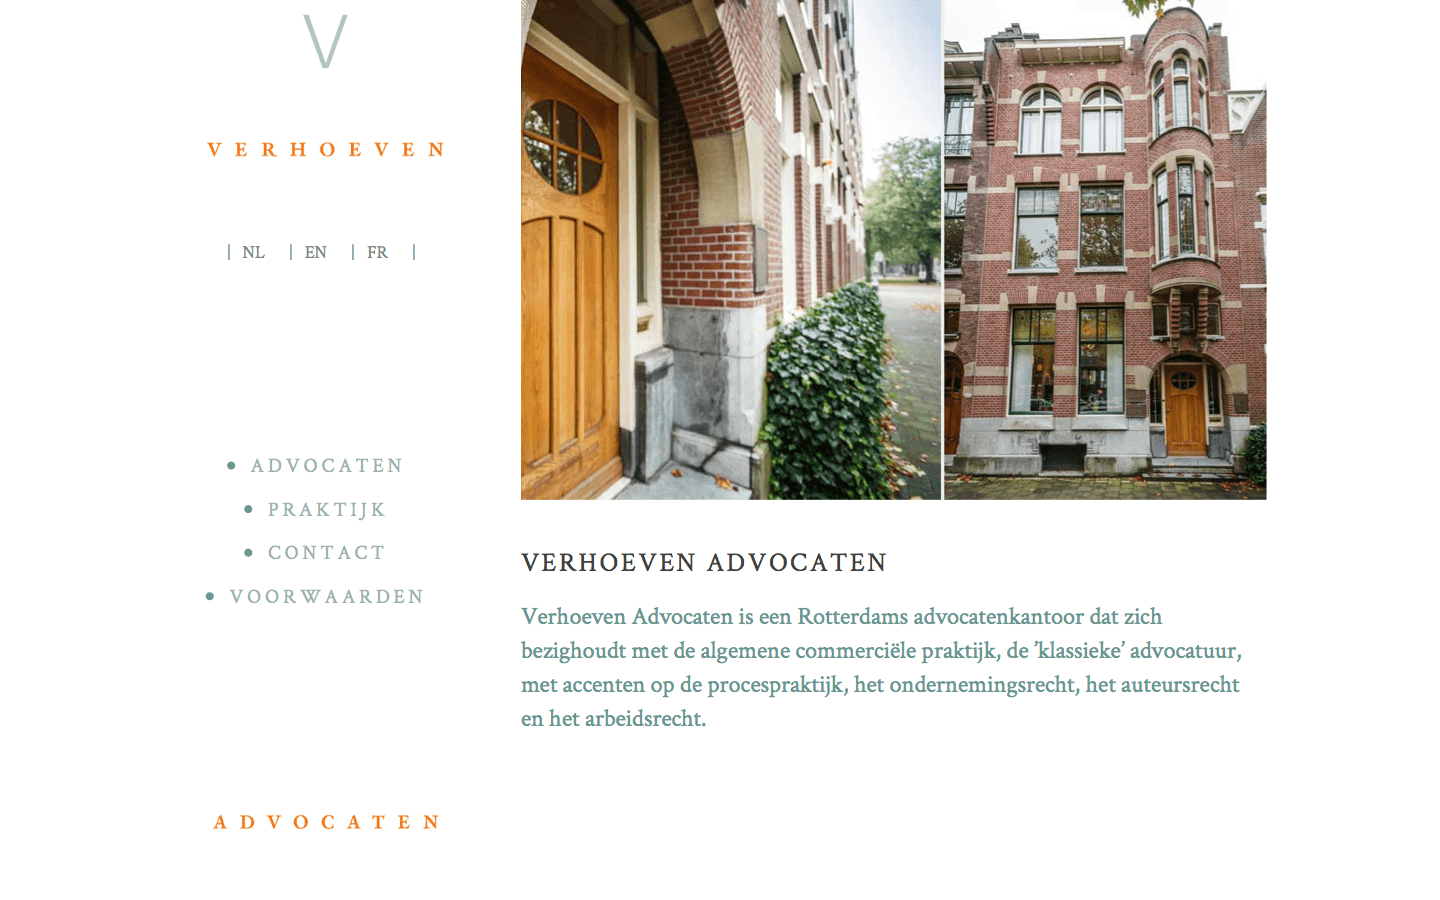 V
VERHOEVEN
| NL | EN | FR |
• ADVOCATEN
• PRAKTIJK
• CONTACT
• VOORWAARDEN
ADVOCATEN
VERHOEVEN ADVOCATEN
Verhoeven Advocaten is een Rotterdams advocatenkantoor dat zich
bezighoudt met de algemene commerciële praktijk, de ’klassieke’ advocatuur,
met accenten op de procespraktijk, het ondernemingsrecht, het auteursrecht
en het arbeidsrecht.